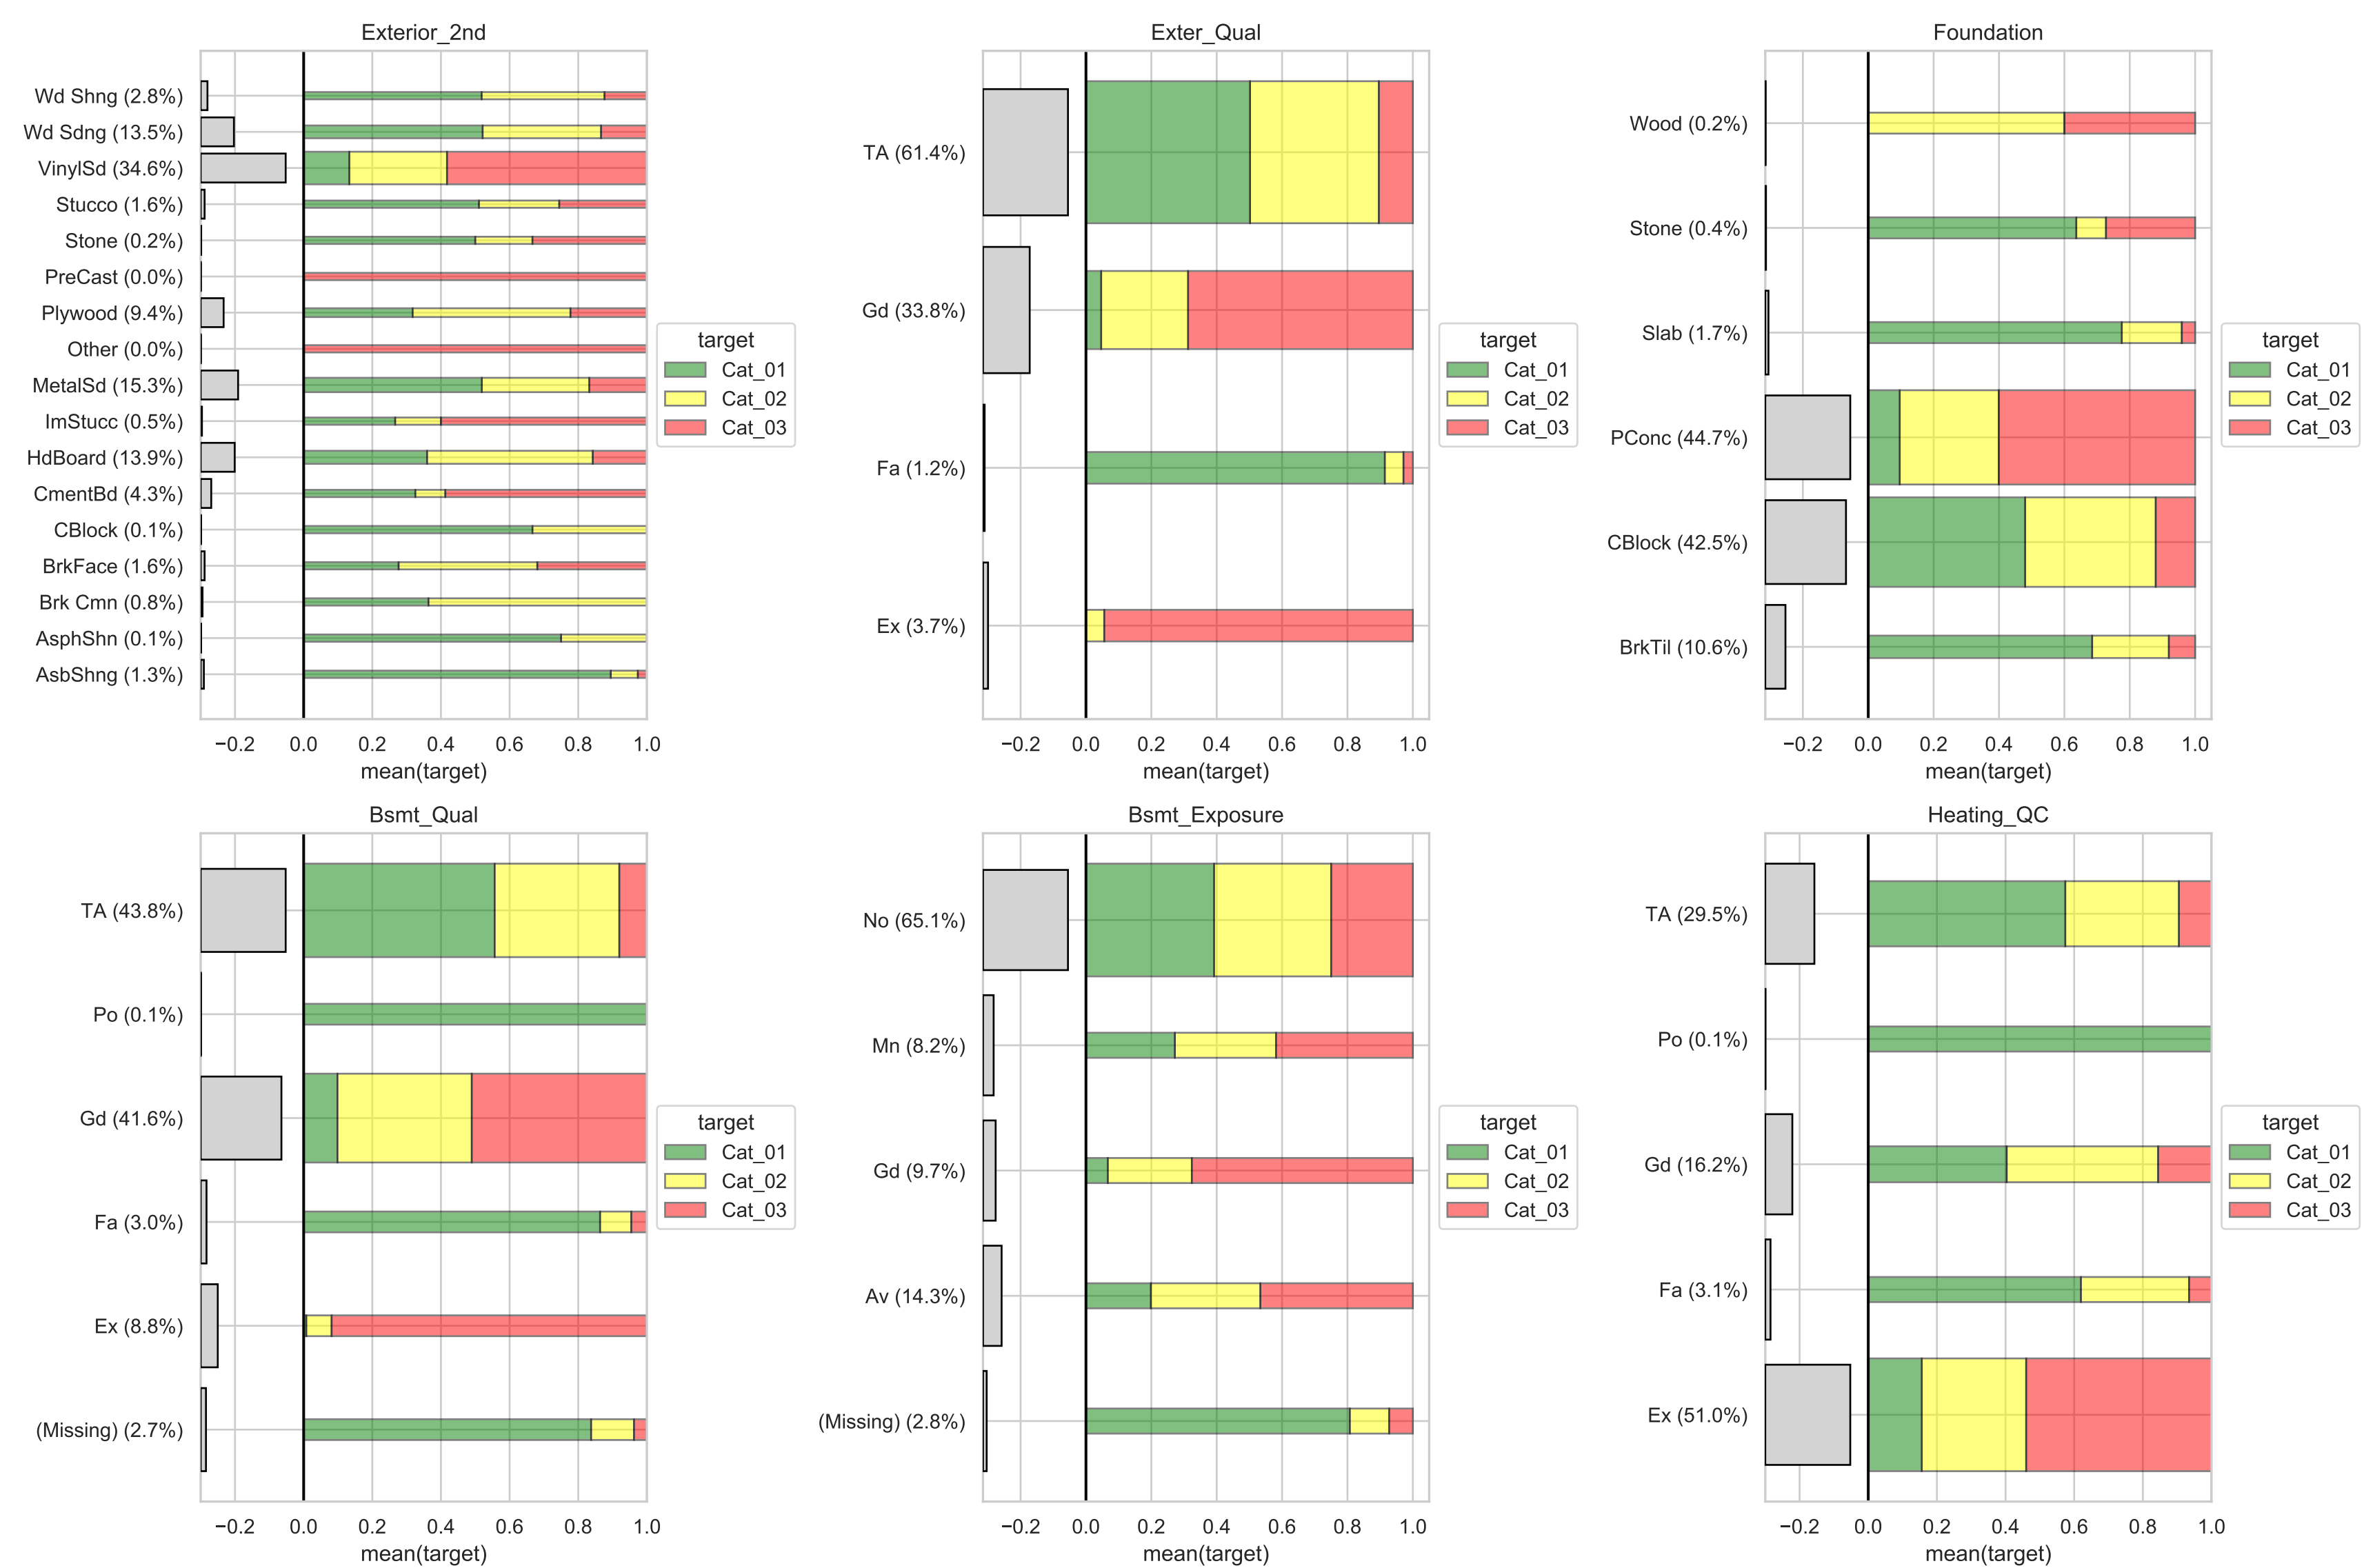 Exterior_2nd
Wd Shng (2.8%)
Wd Sdng (13.5%)
VinylSd (34.6%)
Stucco (1.6%)
Stone (0.2%)
PreCast (0.0%)
Plywood (9.4%)
Other (0.0%)
MetalSd (15.3%)
ImStucc (0.5%)
HdBoard (13.9%)
CmentBd (4.3%)
CBlock (0.1%)
BrkFace (1.6%)
Brk Cmn (0.8%)
AsphShn (0.1%)
AsbShng (1.3%)
−0.2 0.0 0.2 0.4 0.6 0.8 1.0
mean(target)
target
Cat_01
Cat_02
Cat_03
Exter_Qual
TA (61.4%)
Gd (33.8%)
Fa (1.2%)
Ex (3.7%)
−0.2 0.0 0.2 0.4 0.6 0.8 1.0
mean(target)
target
Cat_01
Cat_02
Cat_03
Foundation
Wood (0.2%)
Stone (0.4%)
Slab (1.7%)
PConc (44.7%)
CBlock (42.5%)
BrkTil (10.6%)
−0.2 0.0 0.2 0.4 0.6 0.8 1.0
mean(target)
target
Cat_01
Cat_02
Cat_03
Bsmt_Qual
TA (43.8%)
Po (0.1%)
Gd (41.6%)
Fa (3.0%)
Ex (8.8%)
(Missing) (2.7%)
−0.2 0.0 0.2 0.4 0.6 0.8 1.0
mean(target)
target
Cat_01
Cat_02
Cat_03
Bsmt_Exposure
No (65.1%)
Mn (8.2%)
Gd (9.7%)
Av (14.3%)
(Missing) (2.8%)
−0.2 0.0 0.2 0.4 0.6 0.8 1.0
mean(target)
target
Cat_01
Cat_02
Cat_03
Heating_QC
TA (29.5%)
Po (0.1%)
Gd (16.2%)
Fa (3.1%)
Ex (51.0%)
−0.2 0.0 0.2 0.4 0.6 0.8 1.0
mean(target)
target
Cat_01
Cat_02
Cat_03